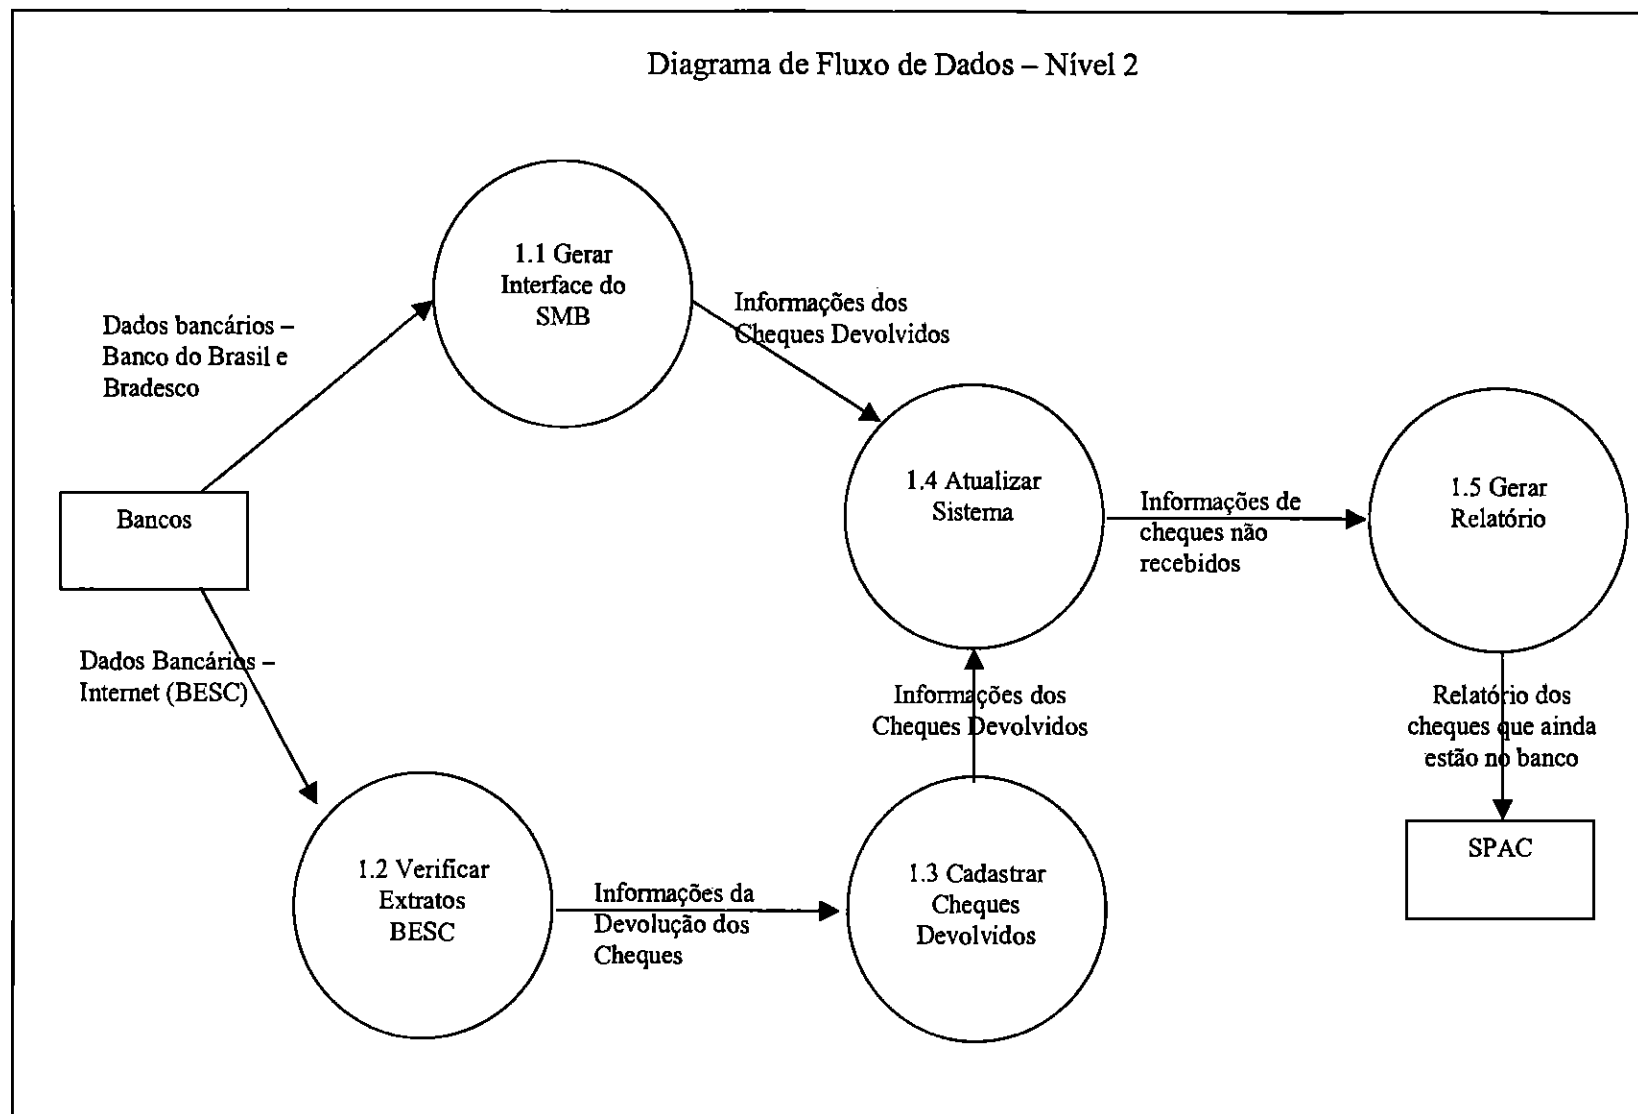 Diagrama de Fluxo de Dados – Nível 2
1.1 Gerar
Interface do
SMB
Dados bancários –
Banco do Brasil e
Bradesco
Informações dos
Cheques Devolvidos
Bancos
1.4 Atualizar
Sistema
Informações de
cheques não
recebidos
1.5 Gerar
Relatório
Dados Bancários –
Internet (BESC)
Informações dos
Cheques Devolvidos
Relatório dos
cheques que ainda
estão no banco
1.2 Verificar
Extratos
BESC
Informações da
Devolução dos
Cheques
1.3 Cadastrar
Cheques
Devolvidos
SPAC